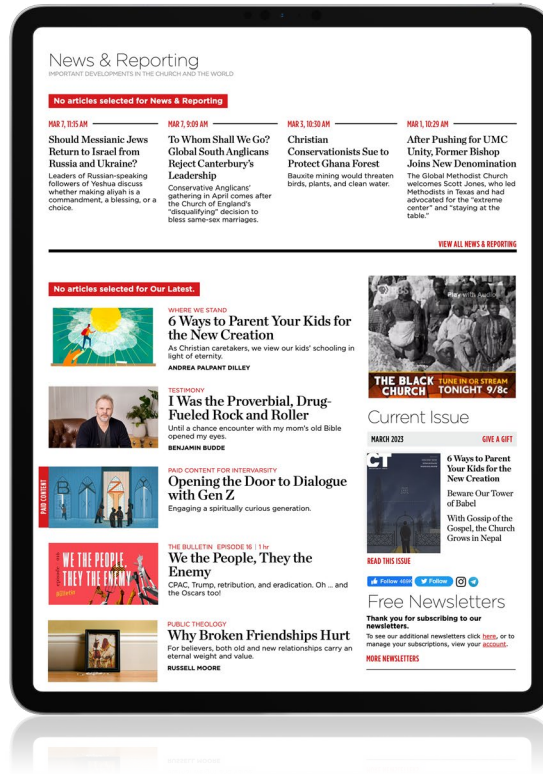 News & Reporting
IMPORTANT DEVELOPMENTS IN THE CHURCH AND THE WORLD
No articles selected for News & Reporting
MAR 7, 11:15 AM
Should Messianic Jews
Return to Israel from
Russia and Ukraine?
Leaders of Russian-speaking
followers of Yeshua discuss
whether making aliyah is a
commandment, a blessing, or a
choice.
MAR 7, 9:09 AM
To Whom Shall We Go?
Global South Anglicans
Reject Canterbury's
Leadership
Conservative Anglicans'
gathering in April comes after
the Church of England's
"disqualifying" decision to
bless same-sex marriages.
MAR 3, 10:30 AM
Christian
Conservationists Sue to
Protect Ghana Forest
Bauxite mining would threaten
birds, plants, and clean water.
MAR 1, 10:29 AM
After Pushing for UMC
Unity, Former Bishop
Joins New Denomination
The Global Methodist Church
welcomes Scott Jones, who led
Methodists in Texas and had
advocated for the "extreme
center" and "staying at the
table."
VIEW ALL NEWS & REPORTING
No articles selected for Our Latest.
WHERE WE STAND
6 Ways to Parent Your Kids for
the New Creation
As Christian caretakers, we view our kids' schooling in
light of eternity.
ANDREA PALPANT DILLEY
TESTIMONY
I Was the Proverbial, Drug-
Fueled Rock and Roller
Until a chance encounter with my mom's old Bible
opened my eyes.
BENJAMIN BUDDE
PAID CONTENT
PAID CONTENT FOR INTERVARSITY
Opening the Door to Dialogue
with Gen Z
Engaging a spiritually curious generation.
WE THE PEOPLE,
THEY THE ENEMY
Bulletin
THE BULLETIN EPISODE 16 | 1 hr
We the People, They the
Enemy
CPAC, Trump, retribution, and eradication. Oh ... and
the Oscars too!
PUBLIC THEOLOGY
Why Broken Friendships Hurt
For believers, both old and new relationships carry an
eternal weight and value.
RUSSELL MOORE
Play with Audio
THE BLACK
CHURCH
TUNE IN OR STREAM
TONIGHT 9/8c
Current Issue
MARCH 2023
GIVE A GIFT
CT
6 Ways to Parent
Your Kids for the
New Creation
Beware Our Tower
of Babel
With Gossip of the
Gospel, the Church
Grows in Nepal
READ THIS ISSUE
Follow 469K
Follow
Free Newsletters
Thank you for subscribing to our
newsletters.
To see our additional newsletters click here, or to
manage your subscriptions, view your account.
MORE NEWSLETTERS